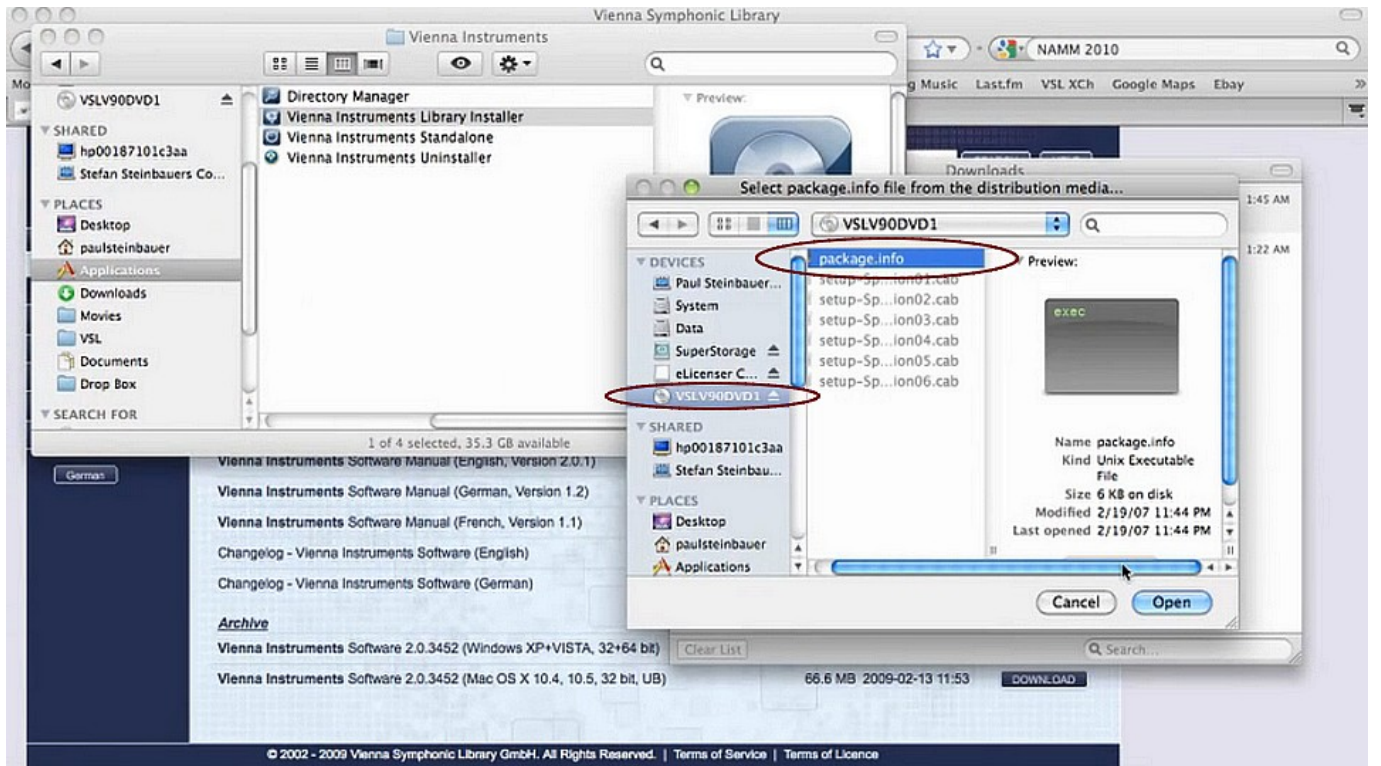 Vienna Symphonic Library
Vienna Instruments
NAMM 2010
Music Last.fm VSL XCh Google Maps Ebay
VSLV90DVD1
SHARED
hp00187101c3aa
Stefan Steinbauers Co...
PLACES
Desktop
paulsteinbauer
Applications
Downloads
Movies
VSL
Documents
Drop Box
SEARCH FOR
Directory Manager
Vienna Instruments Library Installer
Vienna Instruments Standalone
Vienna Instruments Uninstaller
Preview:
1 of 4 selected, 35.3 GB available
Downloads
1:45 AM
1:22 AM
Select package.info file from the distribution media...
VSLV90DVD1
DEVICES
Paul Steinbauer...
System
Data
SuperStorage
eLicenser C...
VSLV90DVD1
SHARED
hp00187101c3aa
Stefan Steinbau...
PLACES
Desktop
paulsteinbauer
Applications
package.info
setup-Sp...ion01.cab
setup-Sp...ion02.cab
setup-Sp...ion03.cab
setup-Sp...ion04.cab
setup-Sp...ion05.cab
setup-Sp...ion06.cab
Preview:
exec
Name package.info
Kind Unix Executable
File
Size 6 KB on disk
Modified 2/19/07 11:44 PM
Last opened 2/19/07 11:44 PM
Cancel Open
Clear List
Search...
German
Vienna Instruments Software Manual (English, Version 2.0.1)
Vienna Instruments Software Manual (German, Version 1.2)
Vienna Instruments Software Manual (French, Version 1.1)
Changelog - Vienna Instruments Software (English)
Changelog - Vienna Instruments Software (German)
Archive
Vienna Instruments Software 2.0.3452 (Windows XP+VISTA, 32+64 bit)
Vienna Instruments Software 2.0.3452 (Mac OS X 10.4, 10.5, 32 bit, UB) 66.6 MB 2009-02-13 11:53 DOWNLOAD
© 2002 - 2009 Vienna Symphonic Library GmbH. All Rights Reserved. | Terms of Service | Terms of Licence